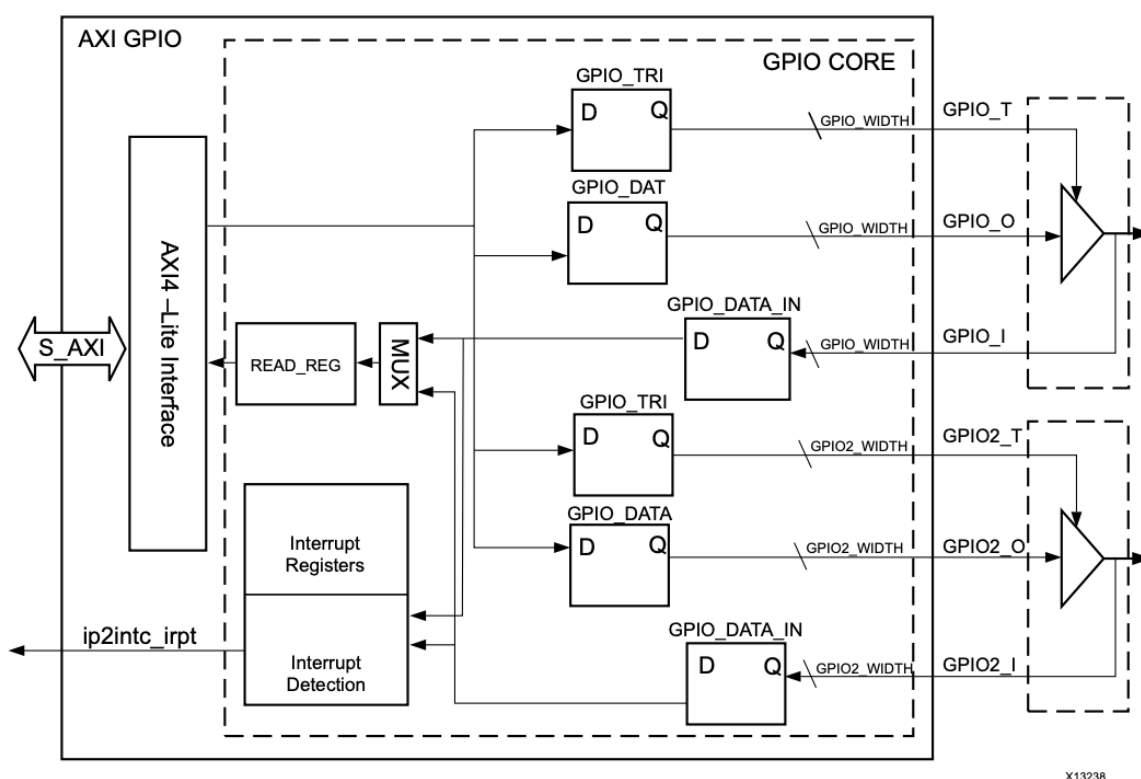 AXI GPIO
GPIO CORE
GPIO_TRI
D Q
GPIO_WIDTH
GPIO_T
GPIO_DAT
D Q
GPIO_WIDTH
GPIO_O
AXI4 –Lite Interface
S_AXI
GPIO_DATA_IN
D Q
GPIO_WIDTH
GPIO_I
READ_REG
MUX
GPIO_TRI
D Q
GPIO2_WIDTH
GPIO2_T
GPIO_DATA
D Q
GPIO2_WIDTH
GPIO2_O
Interrupt
Registers
ip2intc_irpt
Interrupt
Detection
GPIO_DATA_IN
D Q
GPIO2_WIDTH
GPIO2_I
X13238